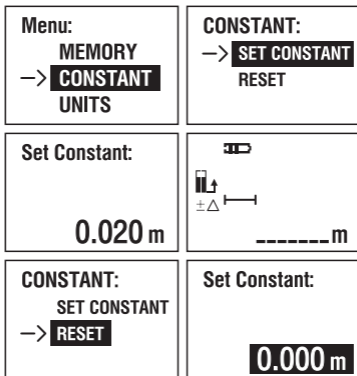 Menu:
MEMORY
—> CONSTANT
UNITS
CONSTANT:
—> SET CONSTANT
RESET
Set Constant:
0.020 m
±△
_______m
CONSTANT:
SET CONSTANT
—> RESET
Set Constant:
0.000 m